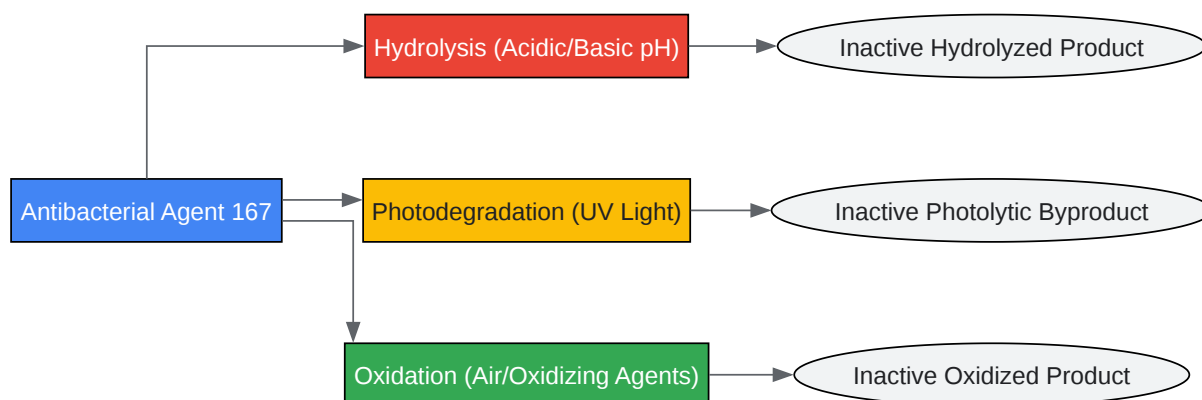 Hydrolysis (Acidic/Basic pH)
Inactive Hydrolyzed Product
Antibacterial Agent 167
Photodegradation (UV Light)
Inactive Photolytic Byproduct
Oxidation (Air/Oxidizing Agents)
Inactive Oxidized Product